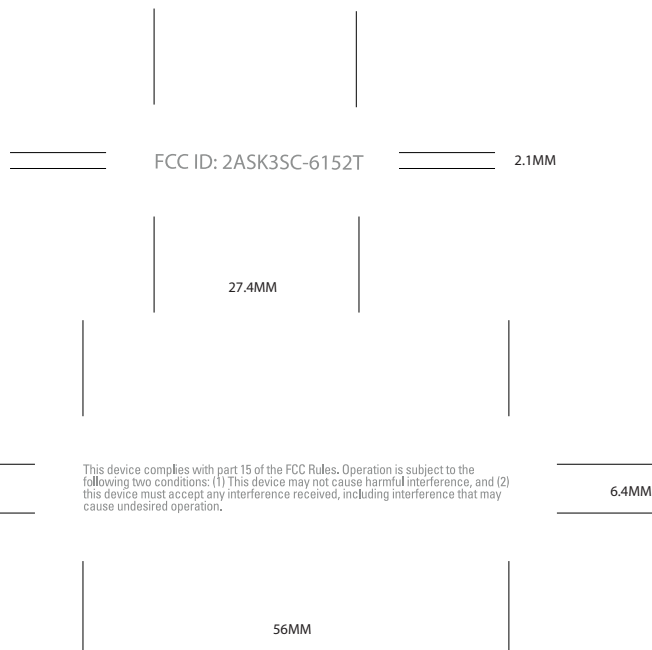 FCC ID: 2ASK3SC-6152T
2.1MM
27.4MM
This device complies with part 15 of the FCC Rules. Operation is subject to the
following two conditions: (1) This device may not cause harmful interference, and (2)
this device must accept any interference received, including interference that may
cause undesired operation.
6.4MM
56MM